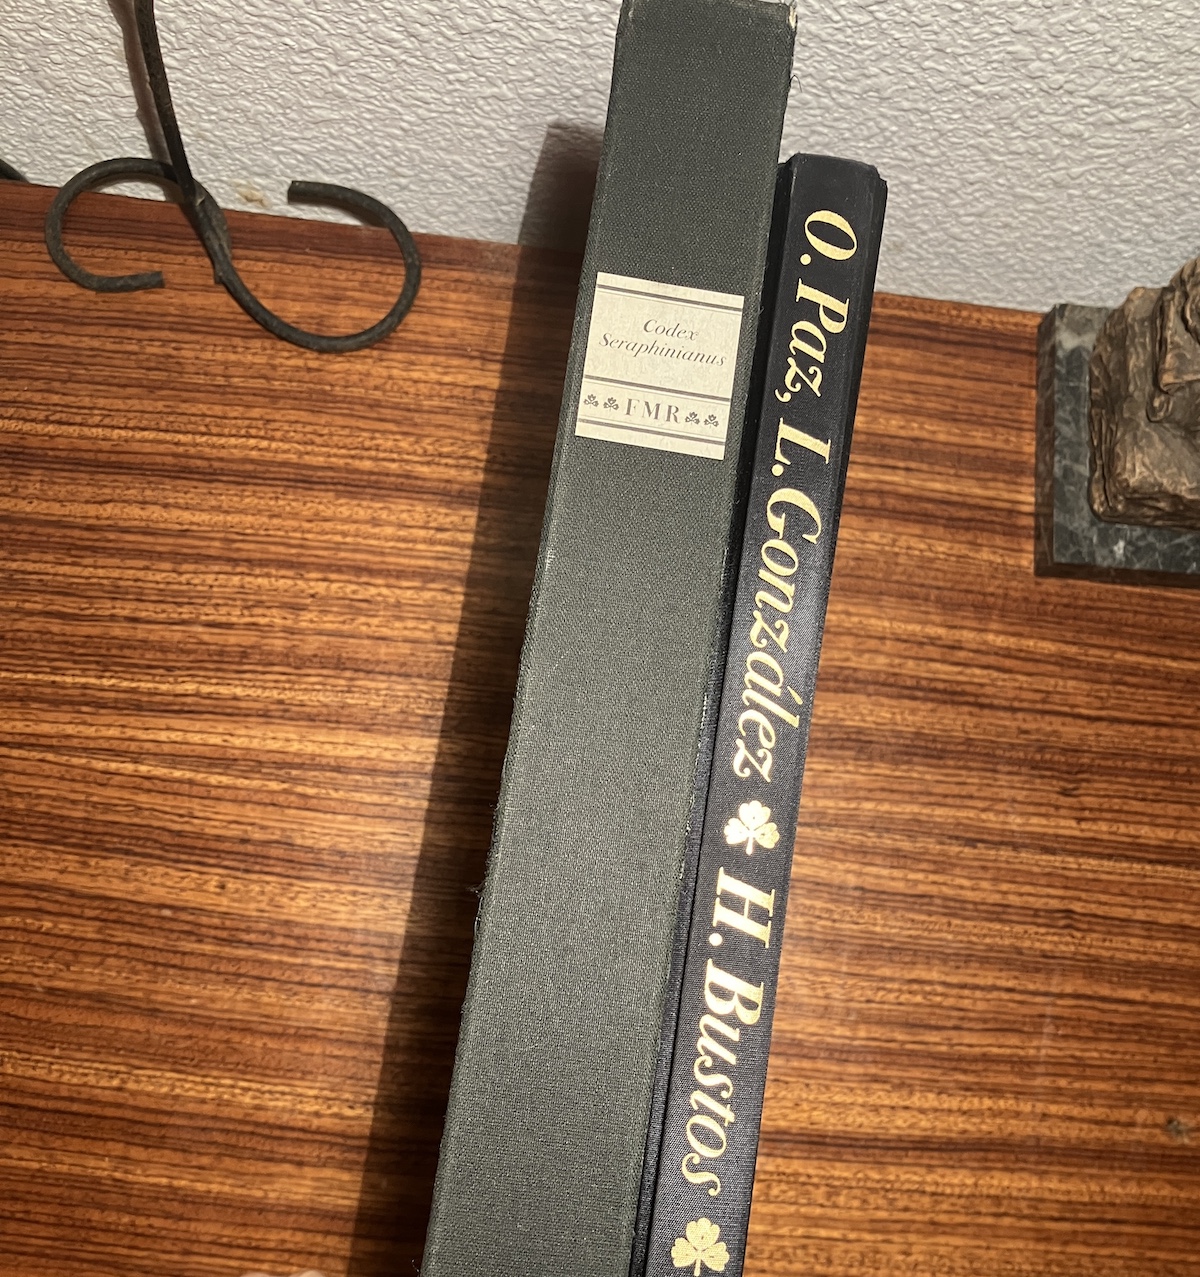 Codex
Seraphinianus
FMR
O. Paz, L. González ☘ H. Bustos ☘